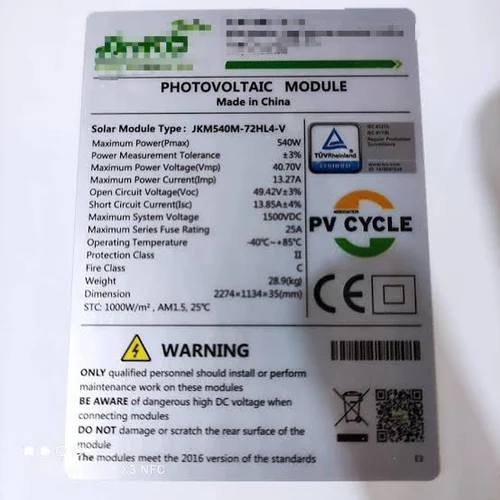 PHOTOVOLTAIC MODULE
Made in China
Solar Module Type: JKM540M-72HL4-V
Maximum Power(Pmax) 540W
Power Measurement Tolerance ±3%
Maximum Power Voltage(Vmp) 40.70V
Maximum Power Current(Imp) 13.27A
Open Circuit Voltage(Voc) 49.42V±3%
Short Circuit Current(Isc) 13.85A±4%
Maximum System Voltage 1500VDC
Maximum Series Fuse Rating 25A
Operating Temperature -40℃~+85℃
Protection Class II
Fire Class C
Weight 28.9(kg)
Dimension 2274×1134×35(mm)
STC: 1000W/m², AM1.5, 25℃
TÜVRheinland
CERTIFIED
PV CYCLE
CE
WARNING
ONLY qualified personnel should install or perform
maintenance work on these modules
BE AWARE of dangerous high DC voltage when
connecting modules
DO NOT damage or scratch the rear surface of the
module
The modules meet the 2016 version of the standards